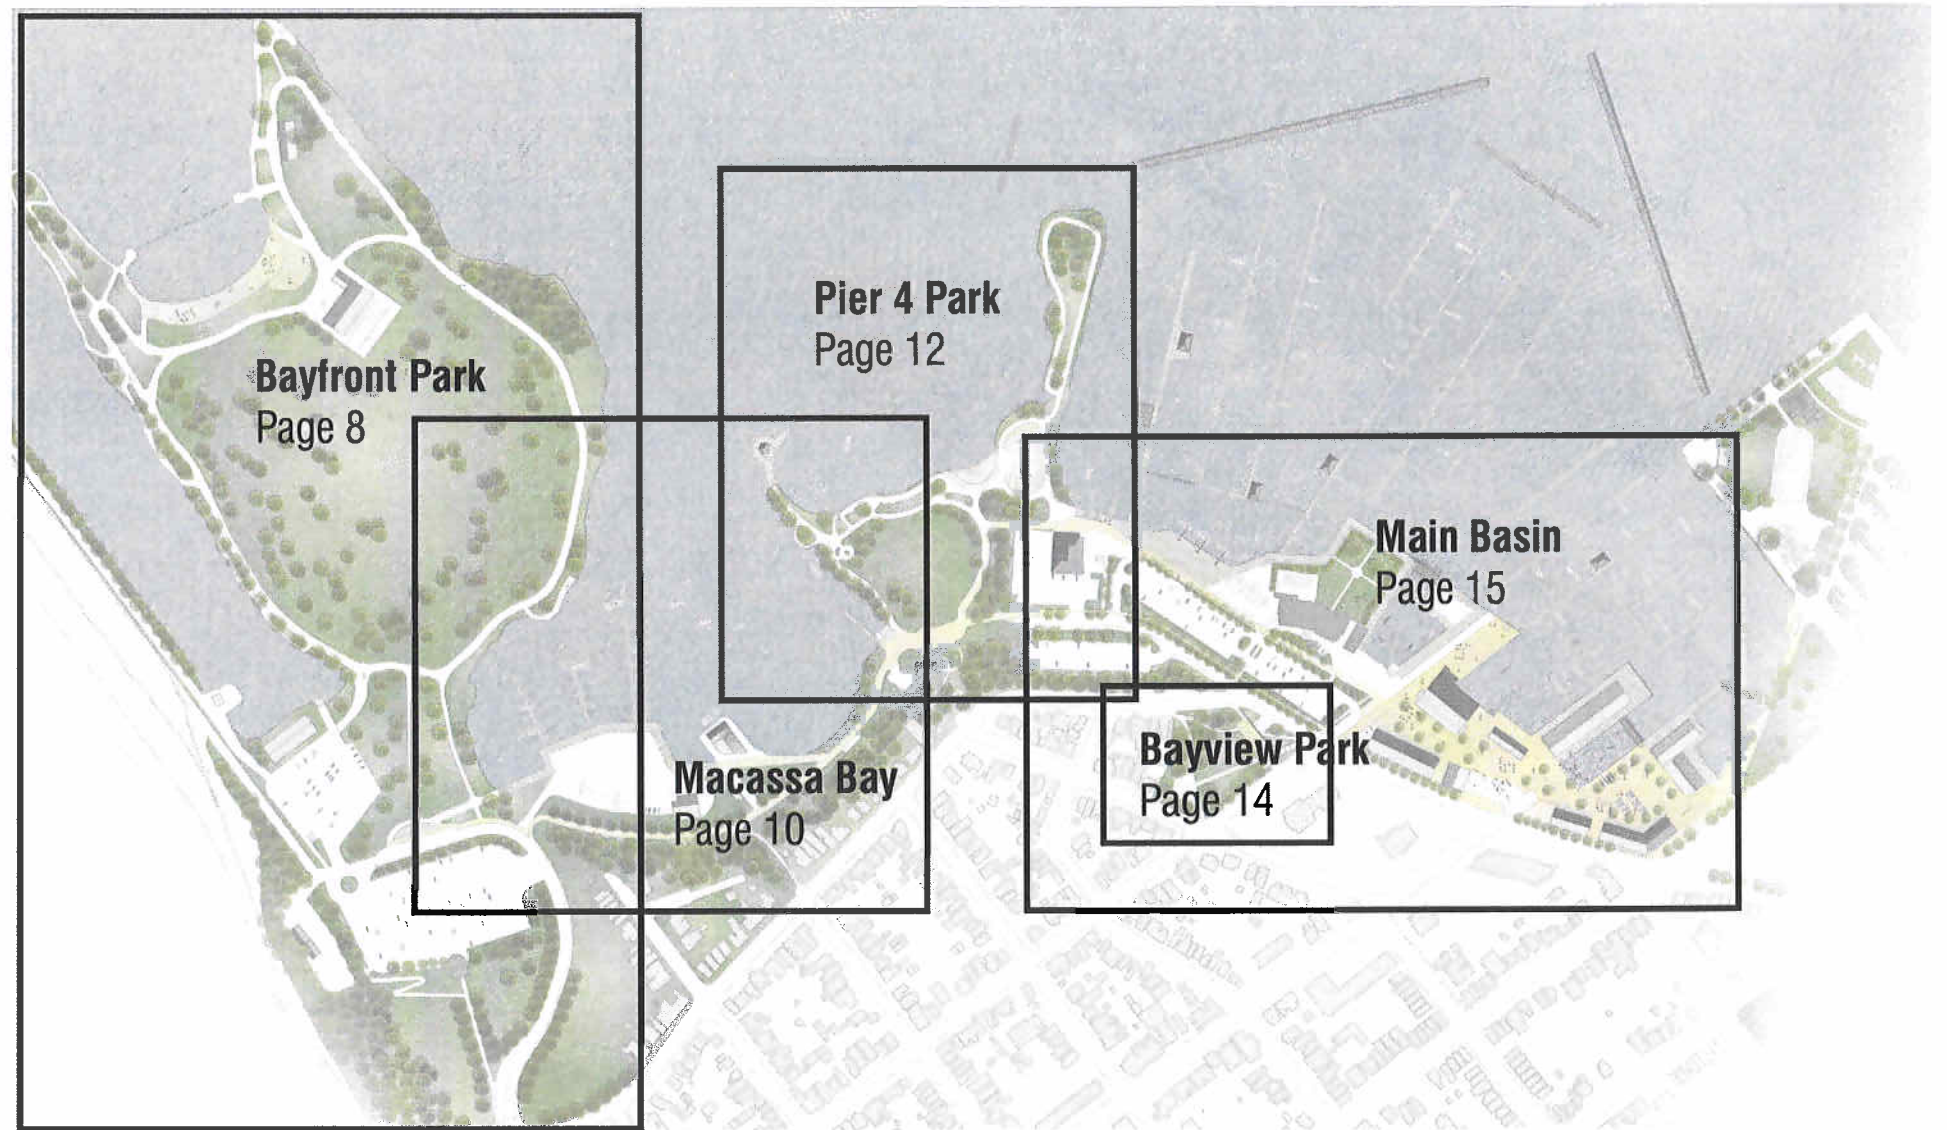 Bayfront Park
Page 8
Pier 4 Park
Page 12
Main Basin
Page 15
Macassa Bay
Page 10
Bayview Park
Page 14